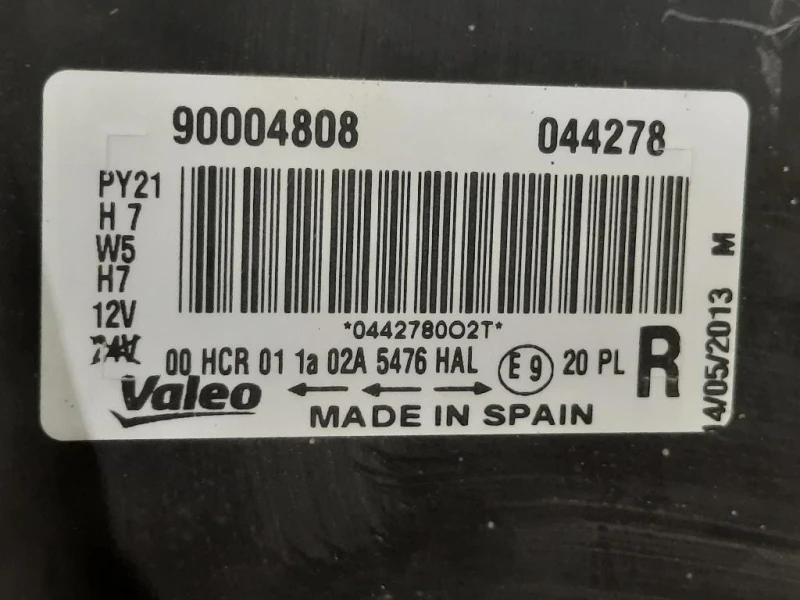 90004808 044278
PY21
H 7
W5
H7
12V
*0442780O2T*
00 HCR 01 1a 02A 5476 HAL E 9 20 PL R
Valeo
MADE IN SPAIN
14/05/2013 M